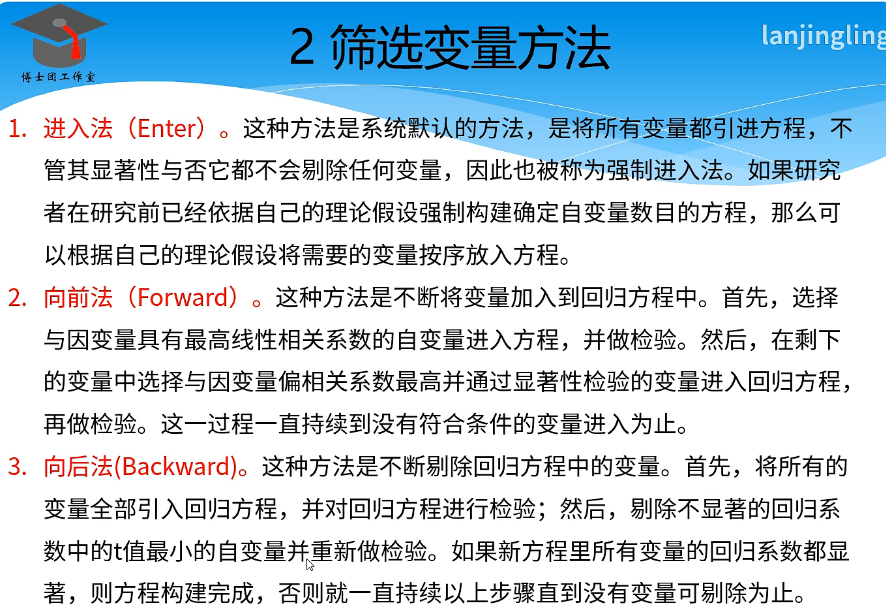 博士团工作室
2 筛选变量方法
lanjingling
1. 进入法（Enter）。这种方法是系统默认的方法，是将所有变量都引进方程，不
管其显著性与否它都不会剔除任何变量，因此也被称为强制进入法。如果研究
者在研究前已经依据自己的理论假设强制构建确定自变量数目的方程，那么可
以根据自己的理论假设将需要的变量按序放入方程。
2. 向前法（Forward）。这种方法是不断将变量加入到回归方程中。首先，选择
与因变量具有最高线性相关系数的自变量进入方程，并做检验。然后，在剩下
的变量中选择与因变量偏相关系数最高并通过显著性检验的变量进入回归方程，
再做检验。这一过程一直持续到没有符合条件的变量进入为止。
3. 向后法(Backward)。这种方法是不断剔除回归方程中的变量。首先，将所有的
变量全部引入回归方程，并对回归方程进行检验；然后，剔除不显著的回归系
数中的t值最小的自变量并重新做检验。如果新方程里所有变量的回归系数都显
著，则方程构建完成，否则就一直持续以上步骤直到没有变量可剔除为止。